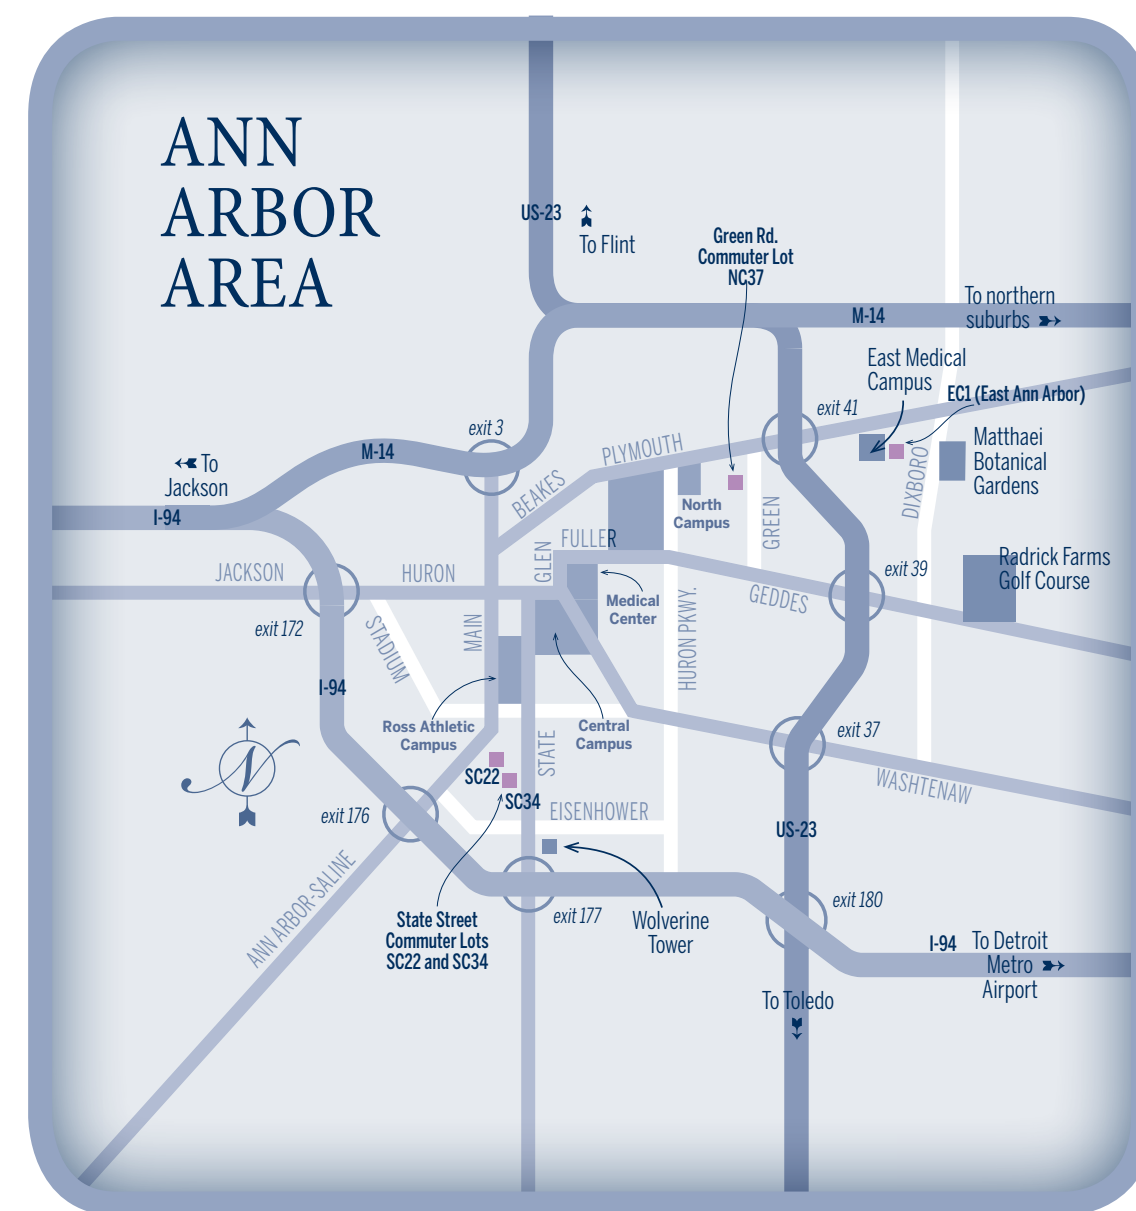 ANN
ARBOR
AREA
US-23
To Flint
Green Rd.
Commuter Lot
NC37
M-14
To northern
suburbs
East Medical
Campus
EC1 (East Ann Arbor)
exit 41
exit 3
M-14
To
Jackson
I-94
PLYMOUTH
BEAKES
Matthaei
Botanical
Gardens
DIXBORO
North
Campus
GREEN
FULLER
GLEN
JACKSON
HURON
exit 39
Radrick Farms
Golf Course
GEDDES
Medical
Center
HURON PKWY.
exit 172
STADIUM
MAIN
I-94
Ross Athletic
Campus
Central
Campus
STATE
exit 37
N
SC22
SC34
WASHTENAW
EISENHOWER
exit 176
US-23
ANN ARBOR-SALINE
State Street
Commuter Lots
SC22 and SC34
exit 177
Wolverine
Tower
exit 180
I-94
To Detroit
Metro
Airport
To Toledo